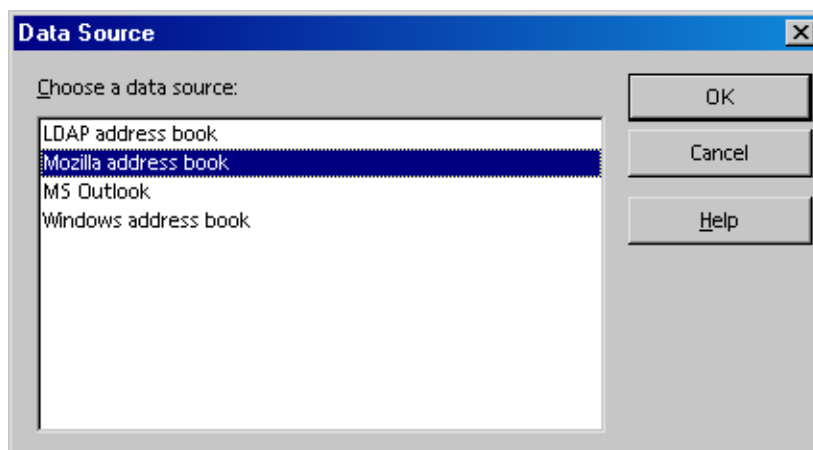 Data Source
Choose a data source:
LDAP address book
Mozilla address book
MS Outlook
Windows address book
OK
Cancel
Help